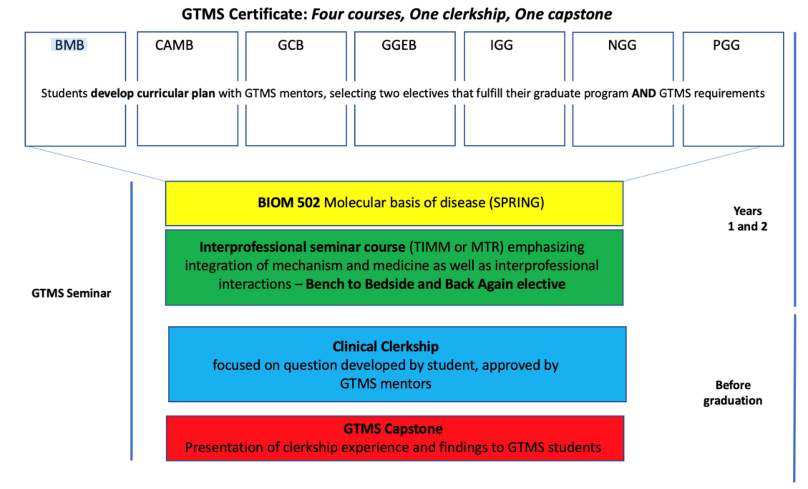 GTMS Certificate: Four courses, One clerkship, One capstone
BMB
CAMB
GCB
GGEB
IGG
NGG
PGG
Students develop curricular plan with GTMS mentors, selecting two electives that fulfill their graduate program AND GTMS requirements
BIOM 502 Molecular basis of disease (SPRING)
Interprofessional seminar course (TIMM or MTR) emphasizing
integration of mechanism and medicine as well as interprofessional
interactions – Bench to Bedside and Back Again elective
Years
1 and 2
GTMS Seminar
Clinical Clerkship
focused on question developed by student, approved by
GTMS mentors
Before
graduation
GTMS Capstone
Presentation of clerkship experience and findings to GTMS students